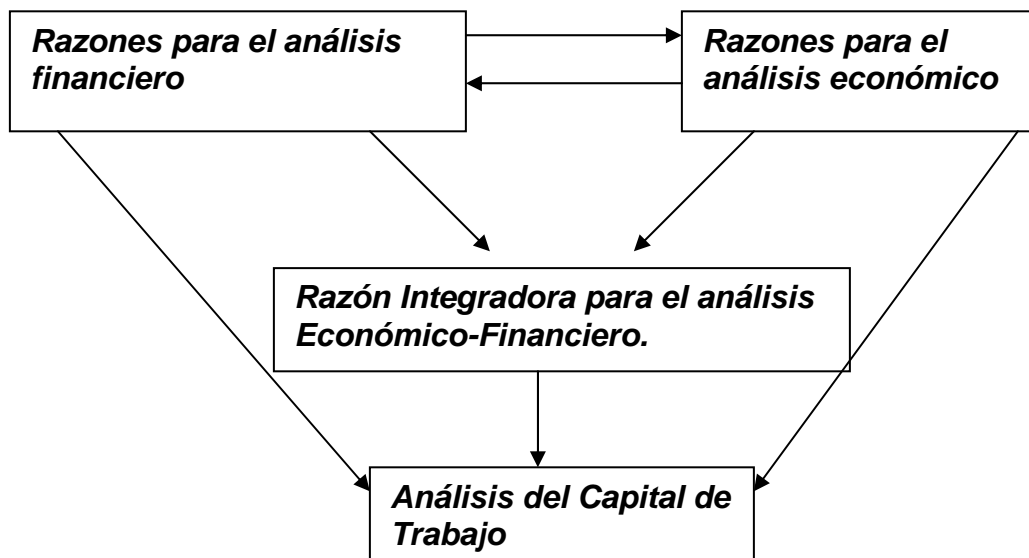 Razones para el análisis
financiero
Razones para el
análisis económico
Razón Integradora para el análisis
Económico-Financiero.
Análisis del Capital de
Trabajo